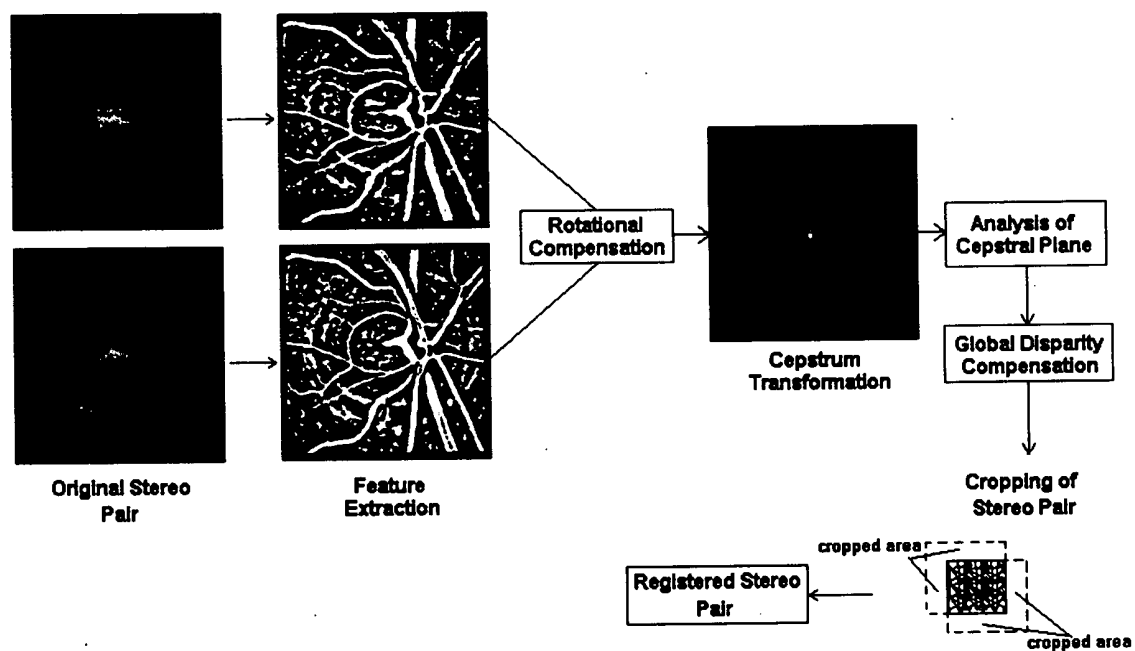 Original Stereo
Pair
Feature
Extraction
Rotational
Compensation
Cepstrum
Transformation
Analysis of
Cepstral Plane
Global Disparity
Compensation
Cropping of
Stereo Pair
cropped area
Registered Stereo
Pair
cropped area